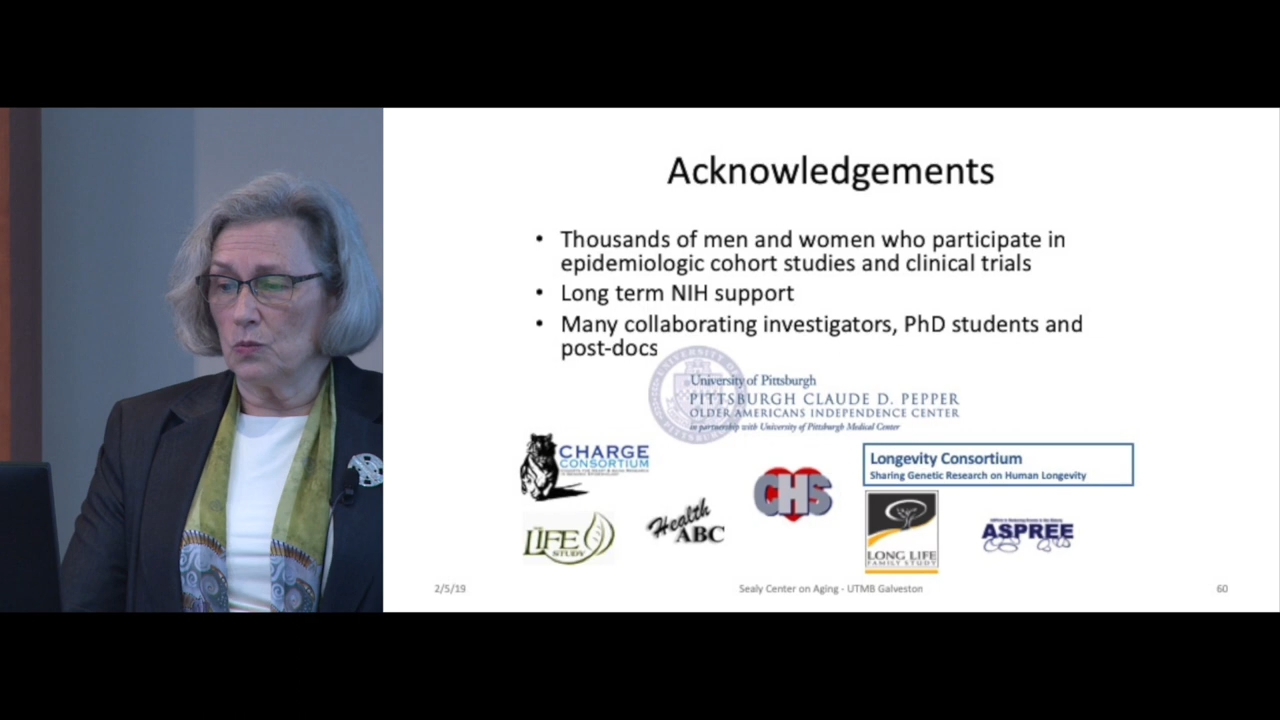 Acknowledgements
• Thousands of men and women who participate in
epidemiologic cohort studies and clinical trials
• Long term NIH support
• Many collaborating investigators, PhD students and
post-docs
University of Pittsburgh
PITTSBURGH CLAUDE D. PEPPER
OLDER AMERICANS INDEPENDENCE CENTER
in partnership with University of Pittsburgh Medical Center
CHARGE
CONSORTIUM
Longevity Consortium
Sharing Genetic Research on Human Longevity
CHS
LIFE
STUDY
Health
ABC
LONG LIFE
FAMILY STUDY
ASPREE
2/5/19
Sealy Center on Aging - UTMB Galveston
60